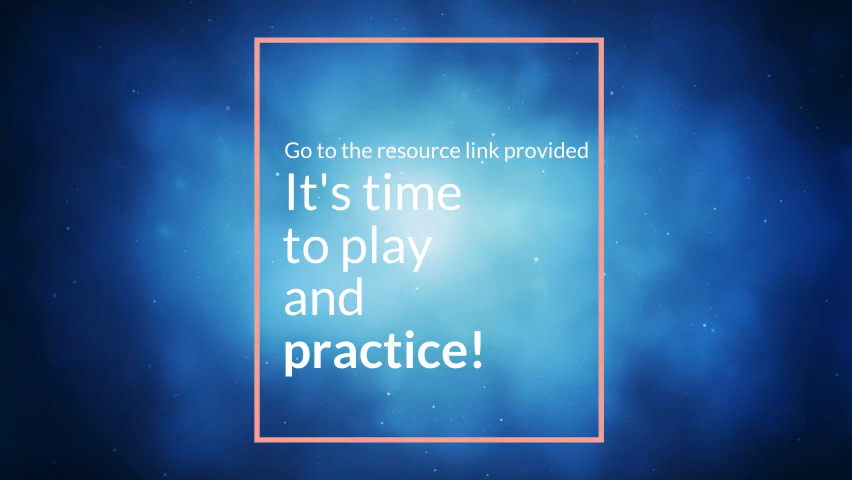 Go to the resource link provided
It's time
to play
and
practice!